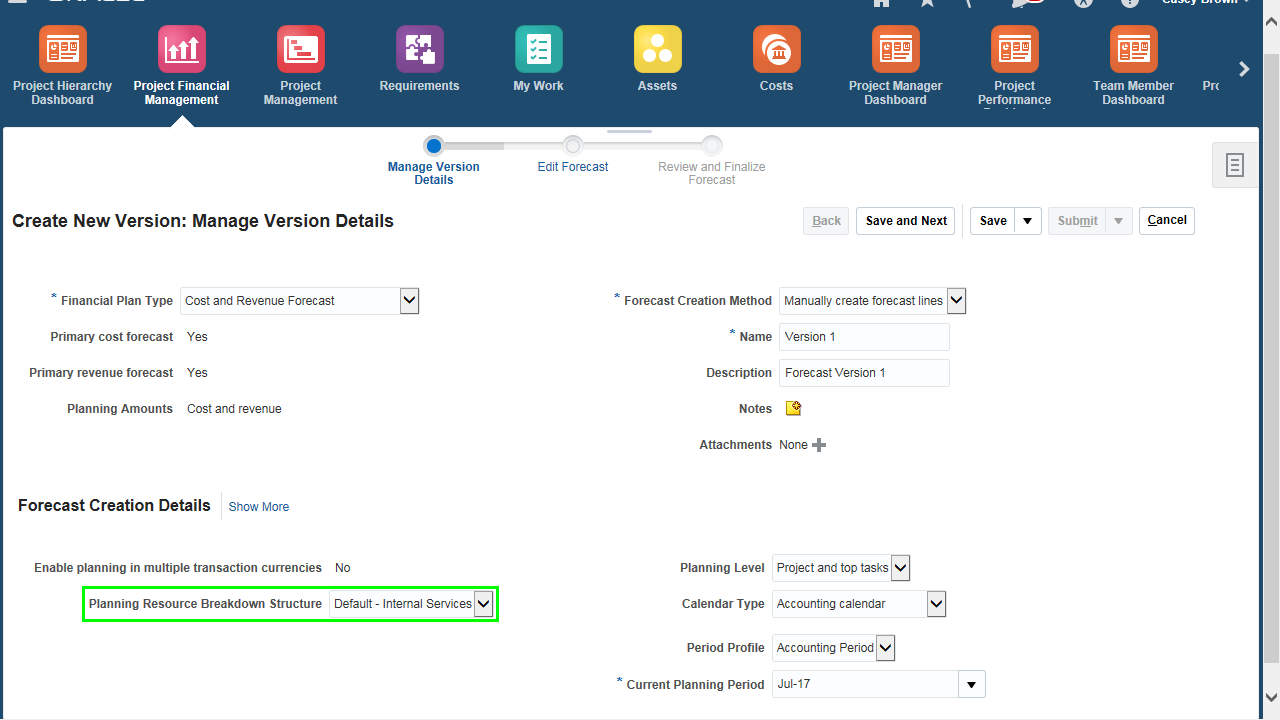 Casey Brown
Project Hierarchy
Dashboard
Project Financial
Management
Project
Management
Requirements
My Work
Assets
Costs
Project Manager
Dashboard
Project
Performance
Team Member
Dashboard
Manage Version
Details
Edit Forecast
Review and Finalize
Forecast
Create New Version: Manage Version Details
Back
Save and Next
Save
Submit
Cancel
* Financial Plan Type Cost and Revenue Forecast
Primary cost forecast Yes
Primary revenue forecast Yes
Planning Amounts Cost and revenue
* Forecast Creation Method Manually create forecast lines
* Name Version 1
Description Forecast Version 1
Notes
Attachments None
Forecast Creation Details Show More
Enable planning in multiple transaction currencies No
Planning Resource Breakdown Structure Default - Internal Services
Planning Level Project and top tasks
Calendar Type Accounting calendar
Period Profile Accounting Period
* Current Planning Period Jul-17